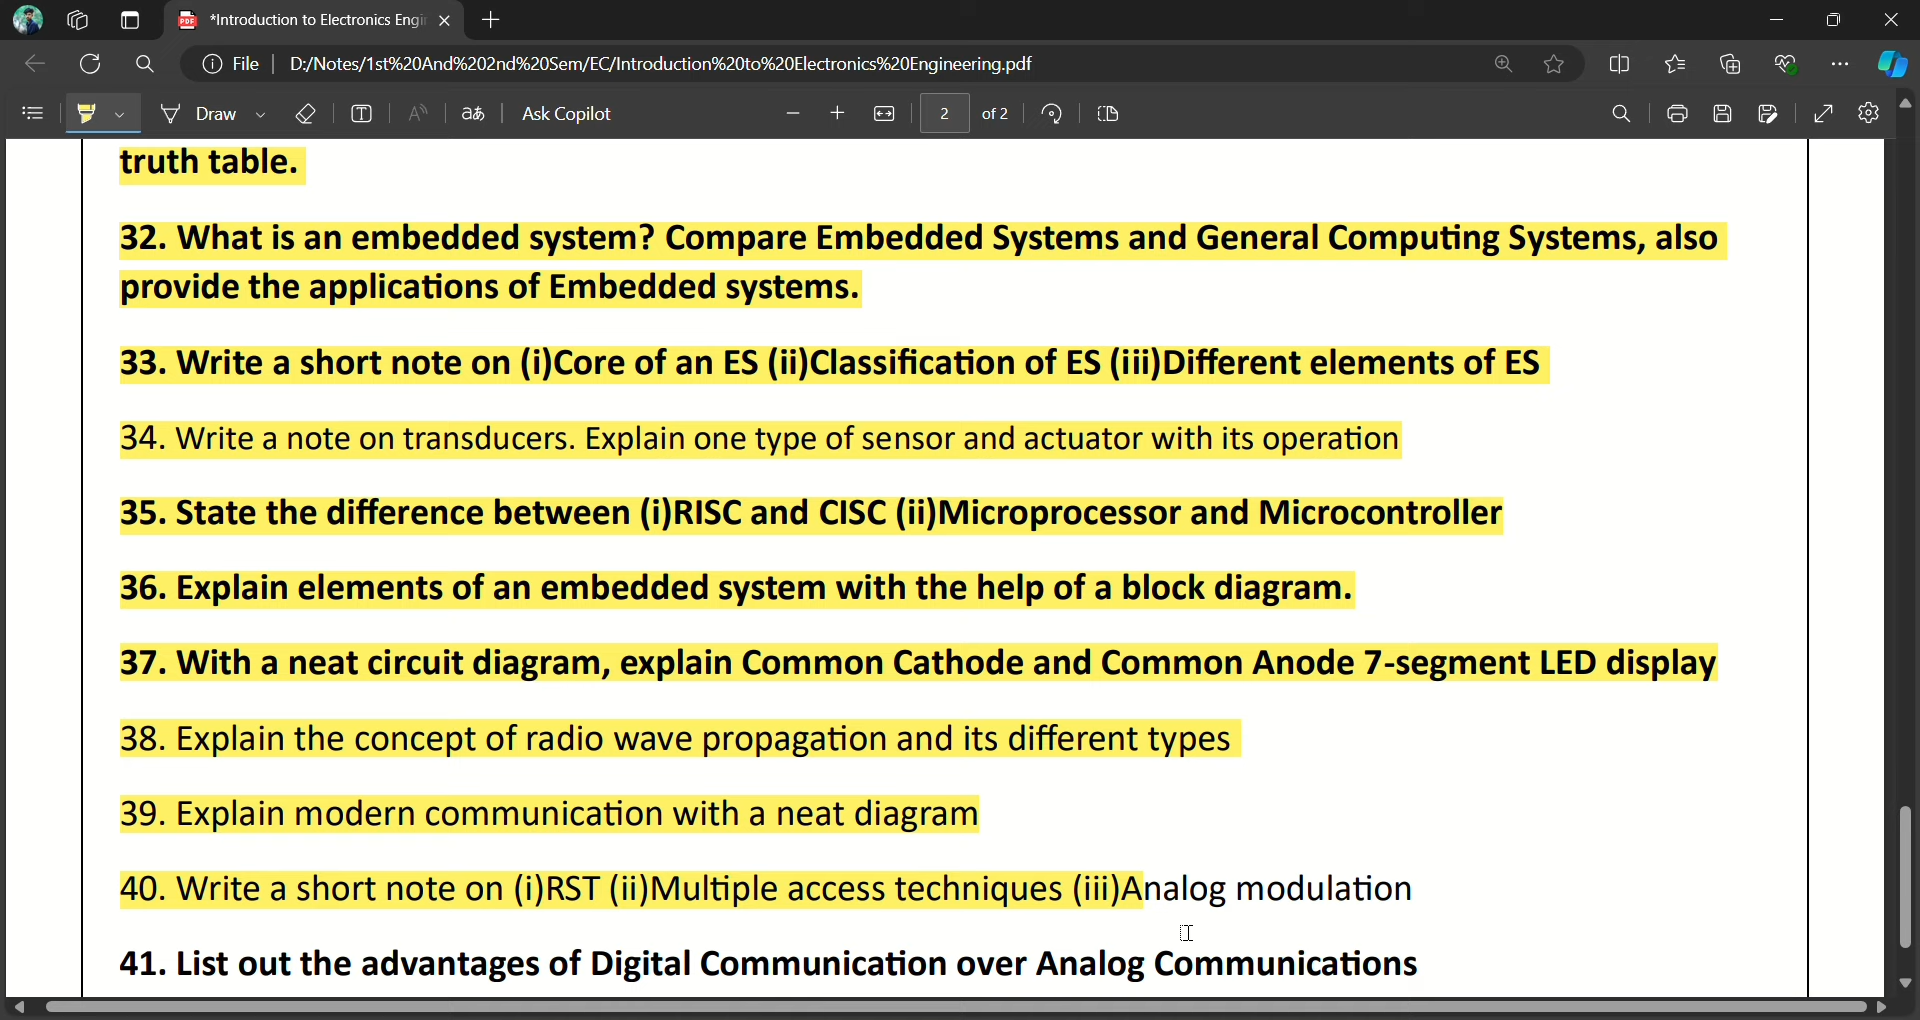 *Introduction to Electronics Engi
File D:/Notes/1st%20And%202nd%20Sem/EC/Introduction%20to%20Electronics%20Engineering.pdf
Draw aあ Ask Copilot 2 of 2
truth table.
32. What is an embedded system? Compare Embedded Systems and General Computing Systems, also
provide the applications of Embedded systems.
33. Write a short note on (i)Core of an ES (ii)Classification of ES (iii)Different elements of ES
34. Write a note on transducers. Explain one type of sensor and actuator with its operation
35. State the difference between (i)RISC and CISC (ii)Microprocessor and Microcontroller
36. Explain elements of an embedded system with the help of a block diagram.
37. With a neat circuit diagram, explain Common Cathode and Common Anode 7-segment LED display
38. Explain the concept of radio wave propagation and its different types
39. Explain modern communication with a neat diagram
40. Write a short note on (i)RST (ii)Multiple access techniques (iii)Analog modulation
41. List out the advantages of Digital Communication over Analog Communications